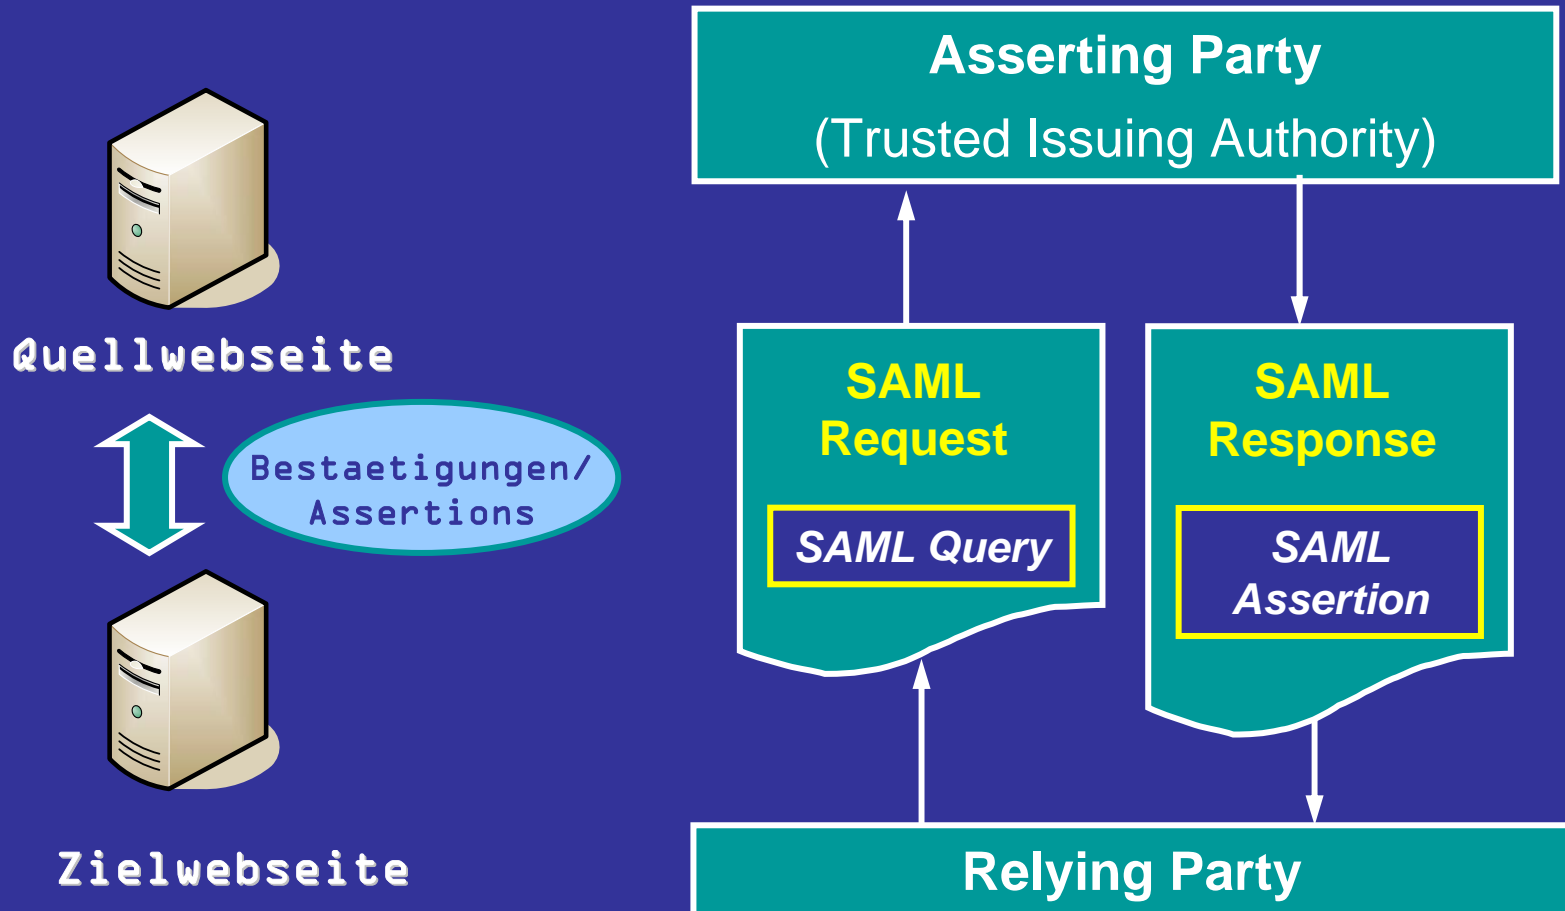 Asserting Party
(Trusted Issuing Authority)
Quellwebseite
Bestaetigungen/
Assertions
Zielwebseite
SAML
Request
SAML Query
SAML
Response
SAML
Assertion
Relying Party